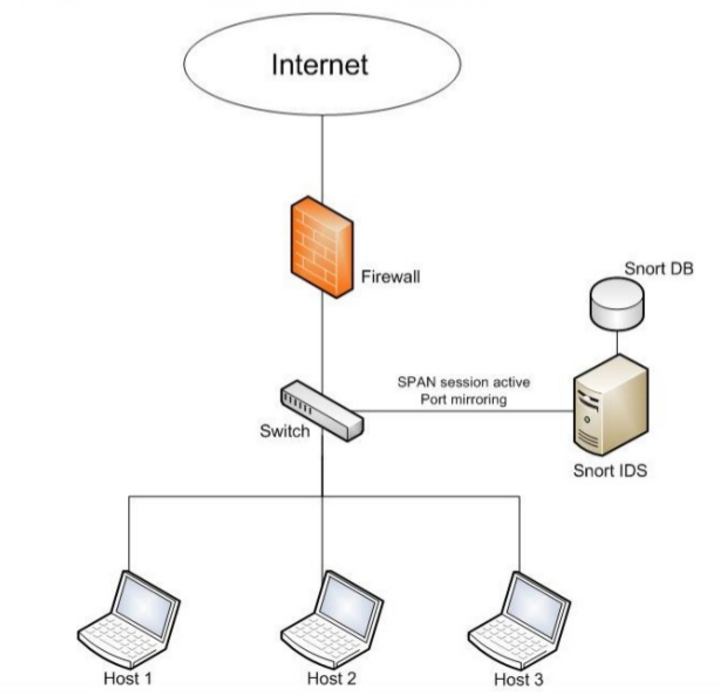 Internet
Firewall
Snort DB
SPAN session active
Port mirroring
Switch
Snort IDS
Host 1
Host 2
Host 3